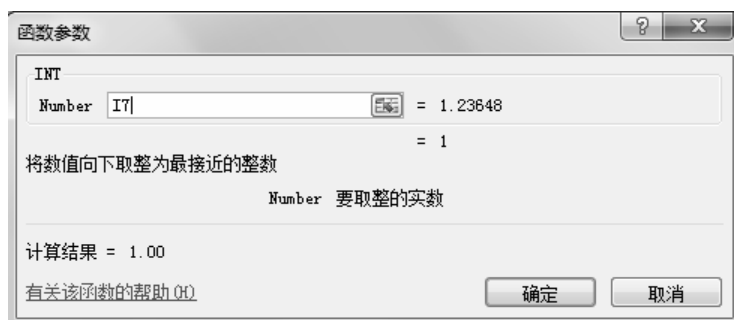 函数参数
INT
Number I7 = 1.23648
= 1
将数值向下取整为最接近的整数
Number 要取整的实数
计算结果 = 1.00
有关该函数的帮助(H)
确定 取消